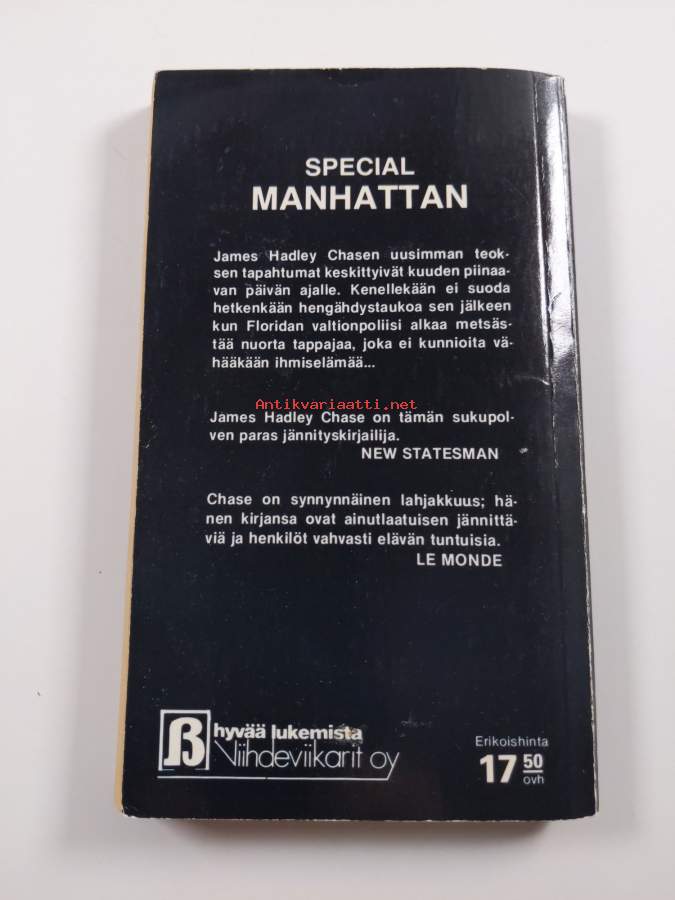 SPECIAL
MANHATTAN
James Hadley Chasen uusimman teok-
sen tapahtumat keskittyivät kuuden piinaa-
van päivän ajalle. Kenellekään ei suoda
hetkenkään hengähdystaukoa sen jälkeen
kun Floridan valtionpoliisi alkaa metsäs-
tää nuorta tappajaa, joka ei kunnioita vä-
hääkään ihmiselämää...
Antikvariaatti.net
James Hadley Chase on tämän sukupol-
ven paras jännityskirjailija.
NEW STATESMAN
Chase on synnynnäinen lahjakkuus; hä-
nen kirjansa ovat ainutlaatuisen jännittä-
viä ja henkilöt vahvasti elävän tuntuisia.
LE MONDE
ß hyvää lukemista
Viihdeviikarit oy
Erikoishinta
17 50
ovh